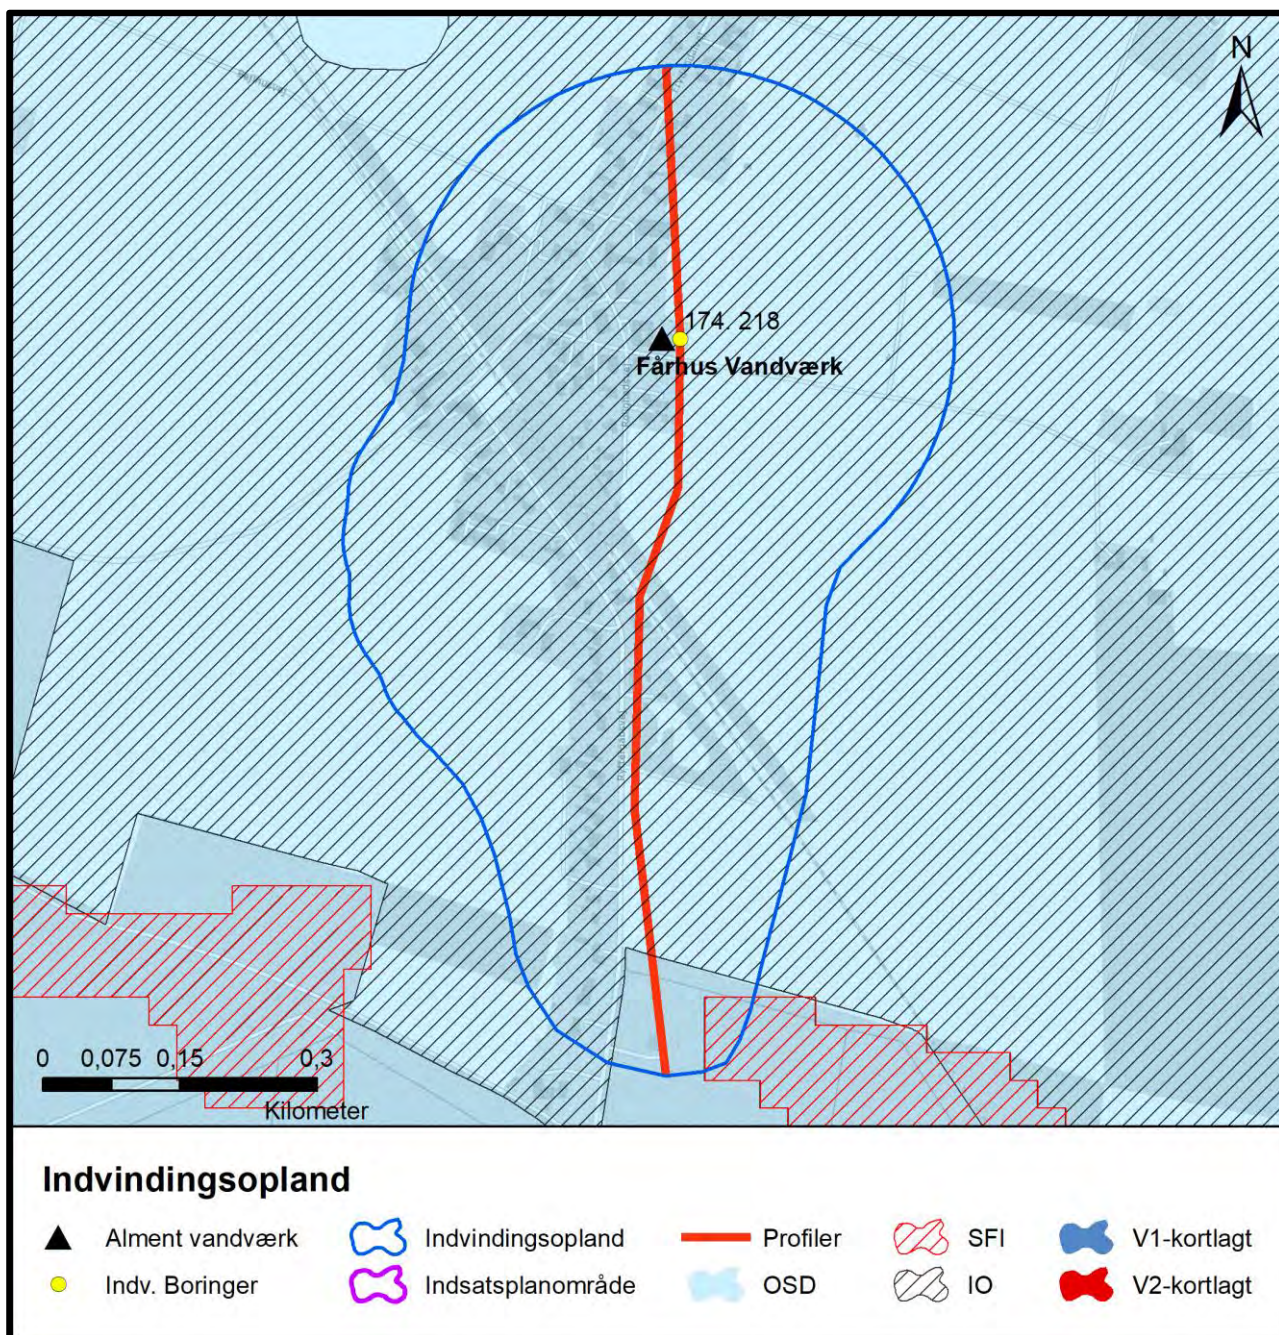 N
174. 218
Fårhus Vandværk
0 0,075 0,15 0,3
Kilometer
Indvindingsopland
Alment vandværk
Indvindingsopland
Profiler
SFI
V1-kortlagt
Indv. Boringer
Indsatsplanområde
OSD
IO
V2-kortlagt